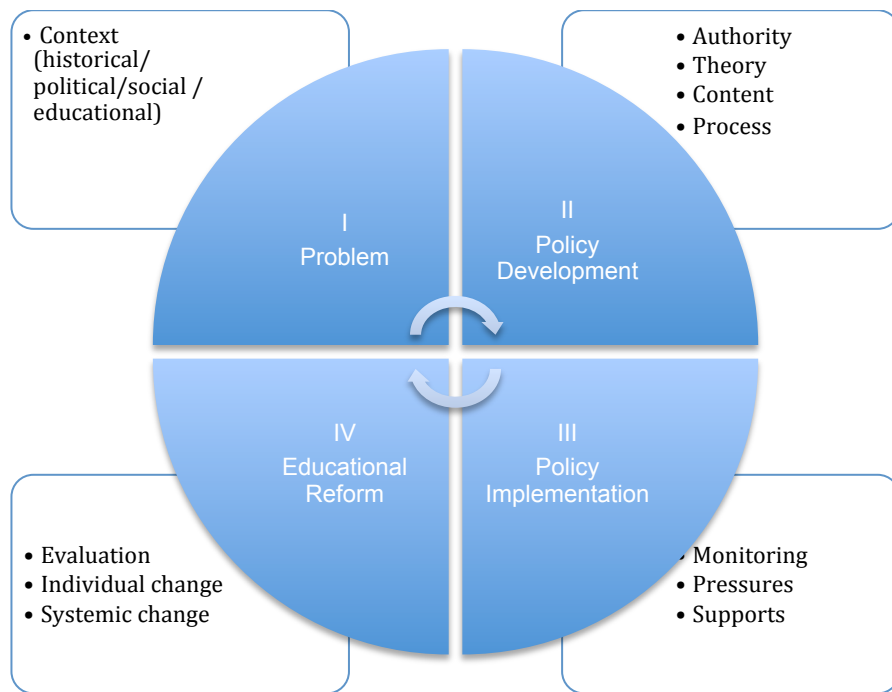 • Context
(historical/
political/social /
educational)
• Authority
• Theory
• Content
• Process
I
Problem
II
Policy
Development
IV
Educational
Reform
III
Policy
Implementation
• Evaluation
• Individual change
• Systemic change
• Monitoring
• Pressures
• Supports